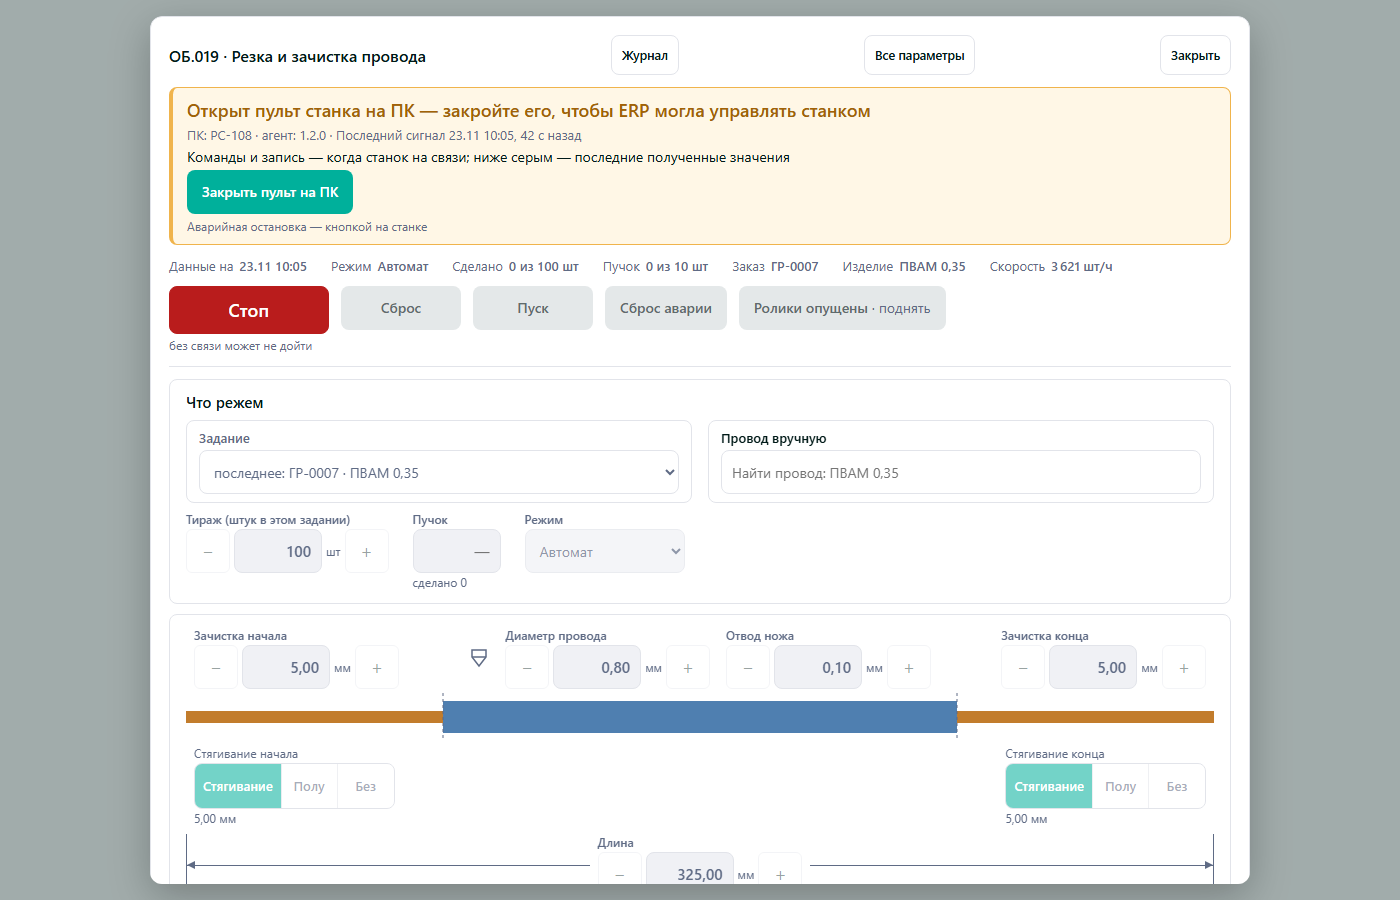 ОБ.019 · Резка и зачистка провода
Журнал
Все параметры
Закрыть
Открыт пульт станка на ПК — закройте его, чтобы ERP могла управлять станком
ПК: PC-108 · агент: 1.2.0 · Последний сигнал 23.11 10:05, 42 с назад
Команды и запись — когда станок на связи; ниже серым — последние полученные значения
Закрыть пульт на ПК
Аварийная остановка — кнопкой на станке
Данные на 23.11 10:05 Режим Автомат Сделано 0 из 100 шт Пучок 0 из 10 шт Заказ ГР-0007 Изделие ПВАМ 0,35 Скорость 3 621 шт/ч
Стоп
Сброс
Пуск
Сброс аварии
Ролики опущены · поднять
без связи может не дойти
Что режем
Задание
последнее: ГР-0007 · ПВАМ 0,35
Провод вручную
Найти провод: ПВАМ 0,35
Тираж (штук в этом задании)
− 100 шт +
Пучок
—
сделано 0
Режим
Автомат
Зачистка начала
− 5,00 мм +
Диаметр провода
− 0,80 мм +
Отвод ножа
− 0,10 мм +
Зачистка конца
− 5,00 мм +
Стягивание начала
Стягивание Полу Без
5,00 мм
Стягивание конца
Стягивание Полу Без
5,00 мм
Длина
− 325,00 мм +